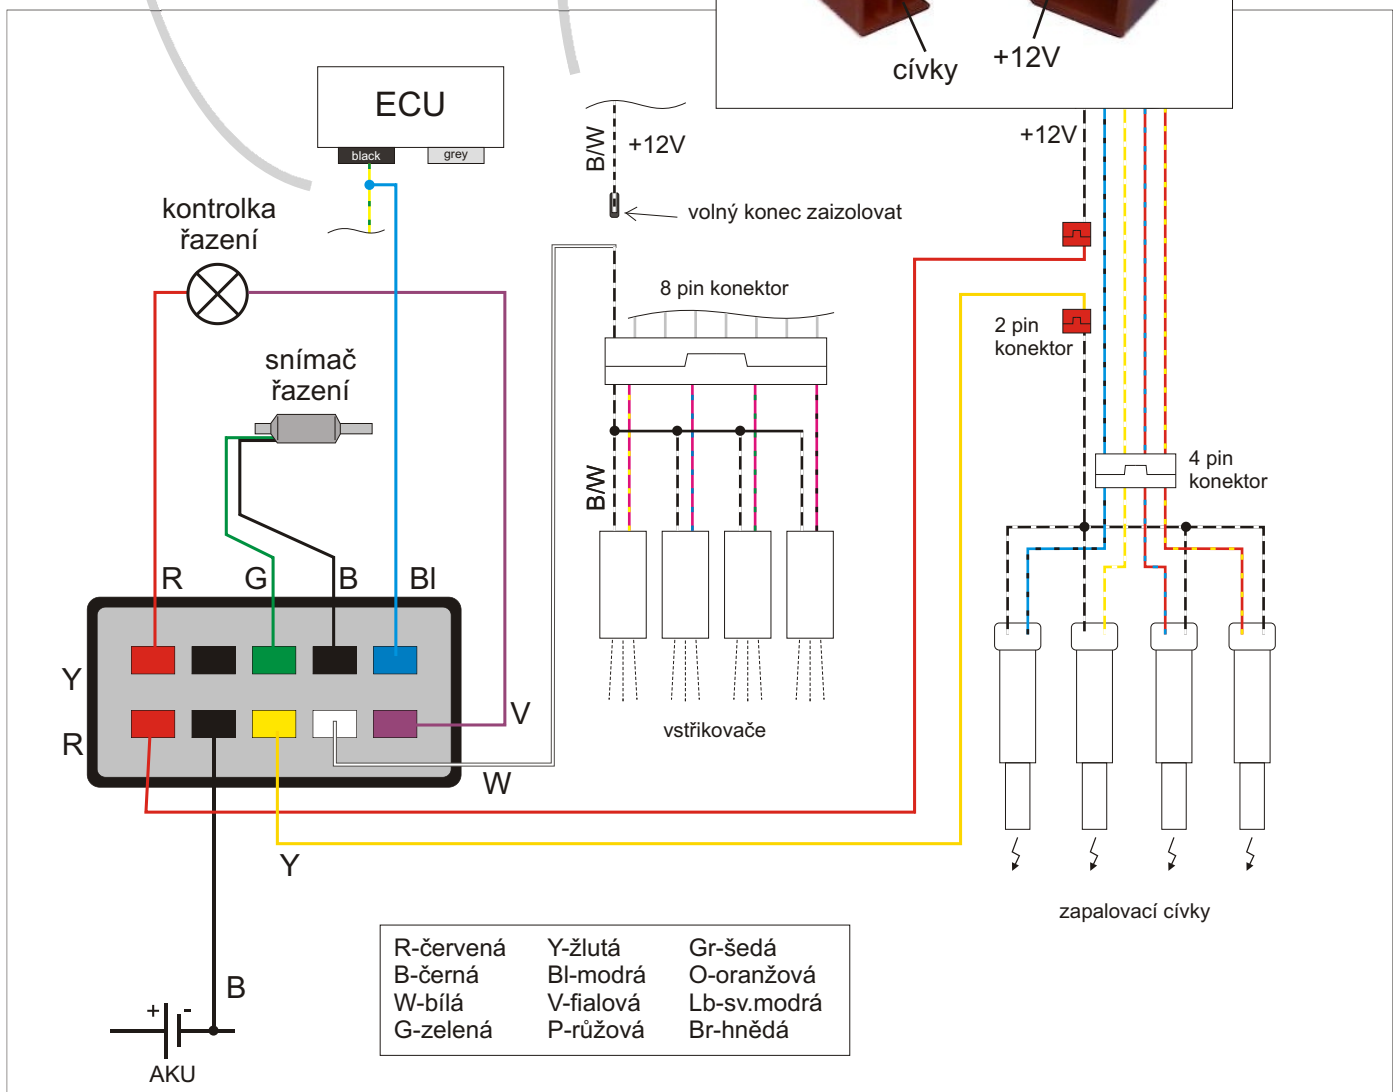 cívky
+12V
ECU
black
grey
B/W
+12V
+12V
volný konec zaizolovat
kontrolka
řazení
8 pin konektor
2 pin
konektor
snímač
řazení
4 pin
konektor
B/W
R
G
B
Bl
Y
R
V
W
vstřikovače
Y
zapalovací cívky
R-červená
Y-žlutá
Gr-šedá
B-černá
Bl-modrá
O-oranžová
W-bílá
V-fialová
Lb-sv.modrá
G-zelená
P-růžová
Br-hnědá
B
+
-
AKU